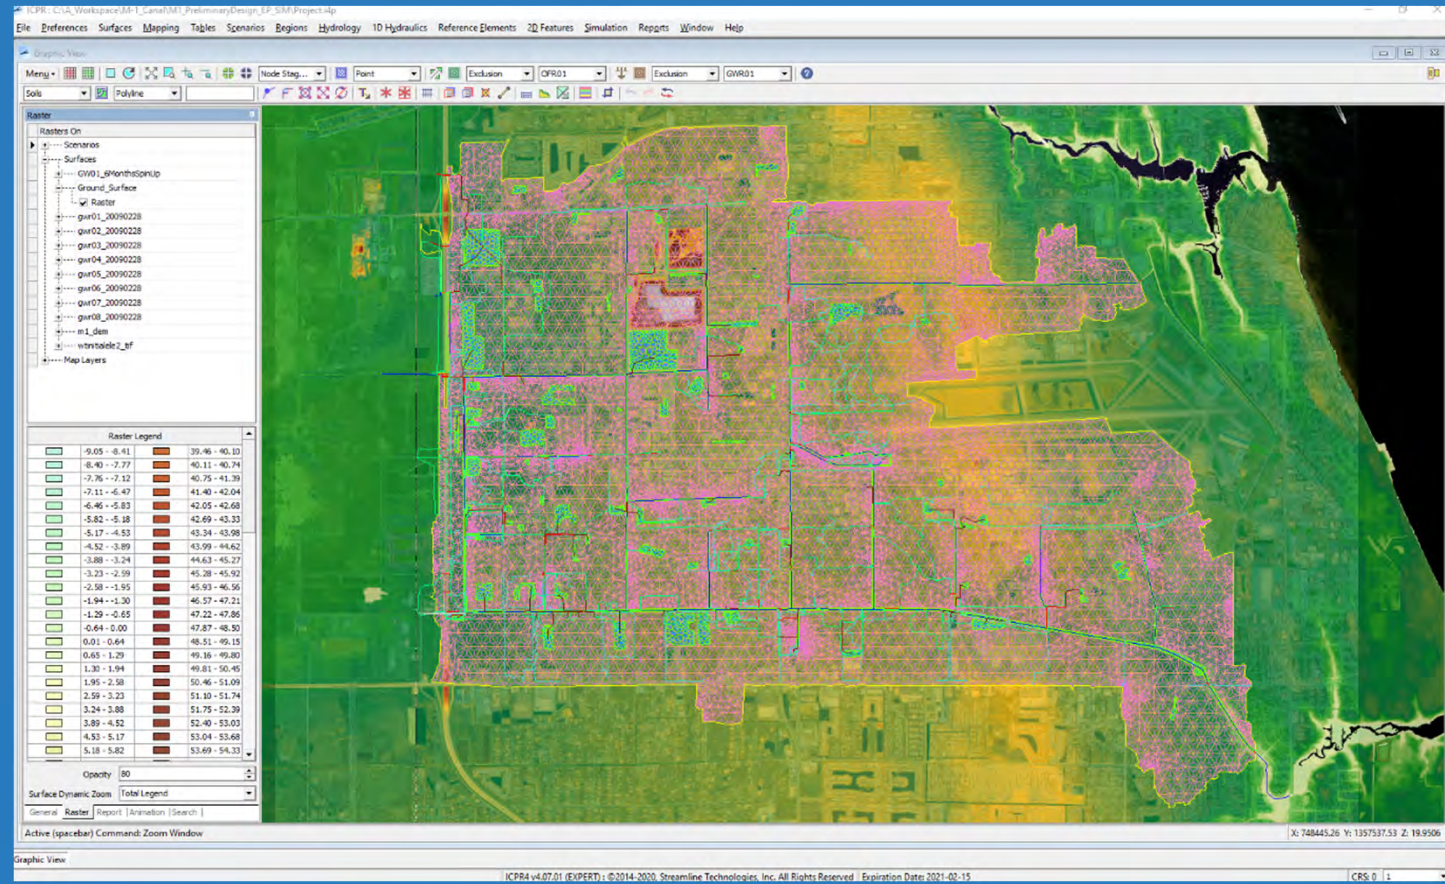 ICPR : C:\A_Workspace\M-1_Canal\M1_PreliminaryDesign_EP_SIM\Project.i4p
File Preferences Surfaces Mapping Tables Scenarios Regions Hydrology 1D Hydraulics Reference Elements 2D Features Simulation Reports Window Help
Graphic View
Menu Node Stag... Point Exclusion OFR01 Exclusion GWR01
Soils Polyline
Raster
Rasters On
Scenarios
Surfaces
GW01_6MonthsSpinUp
Ground_Surface
Raster
gwr01_20090228
gwr02_20090228
gwr03_20090228
gwr04_20090228
gwr05_20090228
gwr06_20090228
gwr07_20090228
gwr08_20090228
m1_dem
Map Layers
Raster Legend
-9.05 - -8.41 39.46 - 40.10
-8.40 - -7.77 40.11 - 40.74
-7.76 - -7.12 40.75 - 41.39
-7.11 - -6.47 41.40 - 42.04
-6.46 - -5.83 42.05 - 42.68
-5.82 - -5.18 42.69 - 43.33
-5.17 - -4.53 43.34 - 43.98
-4.52 - -3.89 43.99 - 44.62
-3.88 - -3.24 44.63 - 45.27
-3.23 - -2.59 45.28 - 45.92
-2.58 - -1.95 45.93 - 46.56
-1.94 - -1.30 46.57 - 47.21
-1.29 - -0.65 47.22 - 47.86
-0.64 - 0.00 47.87 - 48.50
0.01 - 0.64 48.51 - 49.15
0.65 - 1.29 49.16 - 49.80
1.30 - 1.94 49.81 - 50.45
1.95 - 2.58 50.46 - 51.09
2.59 - 3.23 51.10 - 51.74
3.24 - 3.88 51.75 - 52.39
3.89 - 4.52 52.40 - 53.03
4.53 - 5.17 53.04 - 53.68
5.18 - 5.82 53.69 - 54.33
Opacity 80
Surface Dynamic Zoom Total Legend
General Raster Report Animation Search
Active (spacebar) Command: Zoom Window X: 748445.26 Y: 1357537.53 Z: 19.9506
Graphic View
ICPR4 v4.07.01 (EXPERT) : ©2014-2020, Streamline Technologies, Inc. All Rights Reserved Expiration Date: 2021-02-15 CRS: 0 1